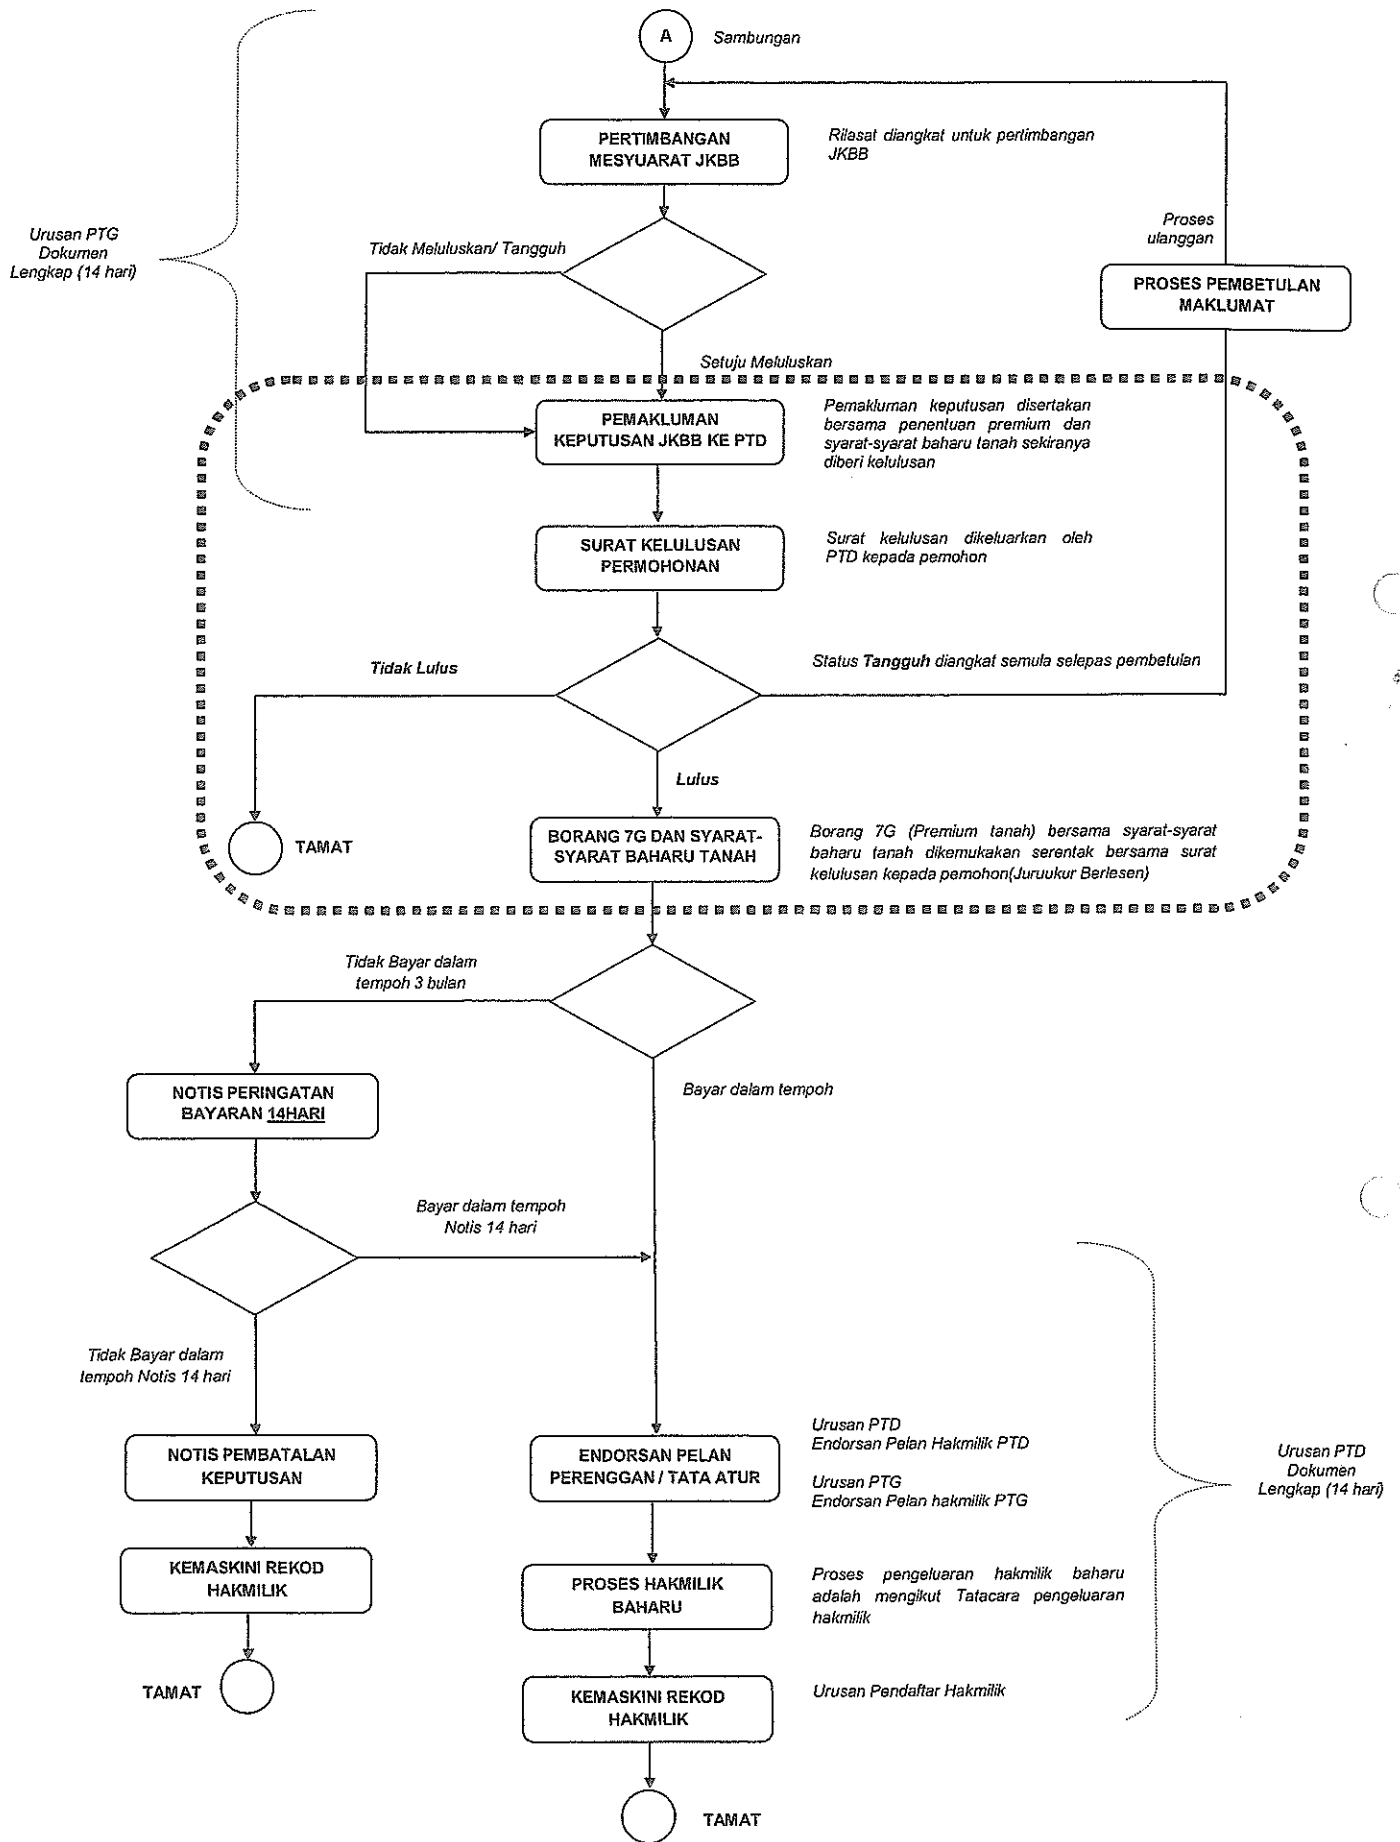 A
Sambungan
PERTIMBANGAN
MESYUARAT JKBB
Rilasat diangkat untuk pertimbangan
JKBB
Urusan PTG
Dokumen
Lengkap (14 hari)
Tidak Meluluskan/ Tangguh
Proses
ulanggan
PROSES PEMBETULAN
MAKLUMAT
Setuju Meluluskan
PEMAKLUMAN
KEPUTUSAN JKBB KE PTD
Pemakluman keputusan disertakan
bersama penentuan premium dan
syarat-syarat baharu tanah sekiranya
diberi kelulusan
SURAT KELULUSAN
PERMOHONAN
Surat kelulusan dikeluarkan oleh
PTD kepada pemohon
Tidak Lulus
Status Tangguh diangkat semula selepas pembetulan
Lulus
TAMAT
BORANG 7G DAN SYARAT-
SYARAT BAHARU TANAH
Borang 7G (Premium tanah) bersama syarat-syarat
baharu tanah dikemukakan serentak bersama surat
kelulusan kepada pemohon(Juruukur Berlesen)
Tidak Bayar dalam
tempoh 3 bulan
NOTIS PERINGATAN
BAYARAN 14HARI
Bayar dalam tempoh
Bayar dalam tempoh
Notis 14 hari
Tidak Bayar dalam
tempoh Notis 14 hari
NOTIS PEMBATALAN
KEPUTUSAN
ENDORSAN PELAN
PERENGGAN / TATA ATUR
Urusan PTD
Endorsan Pelan Hakmilik PTD
Urusan PTG
Endorsan Pelan hakmilik PTG
Urusan PTD
Dokumen
Lengkap (14 hari)
KEMASKINI REKOD
HAKMILIK
PROSES HAKMILIK
BAHARU
Proses pengeluaran hakmilik baharu
adalah mengikut Tatacara pengeluaran
hakmilik
TAMAT
KEMASKINI REKOD
HAKMILIK
Urusan Pendaftar Hakmilik
TAMAT